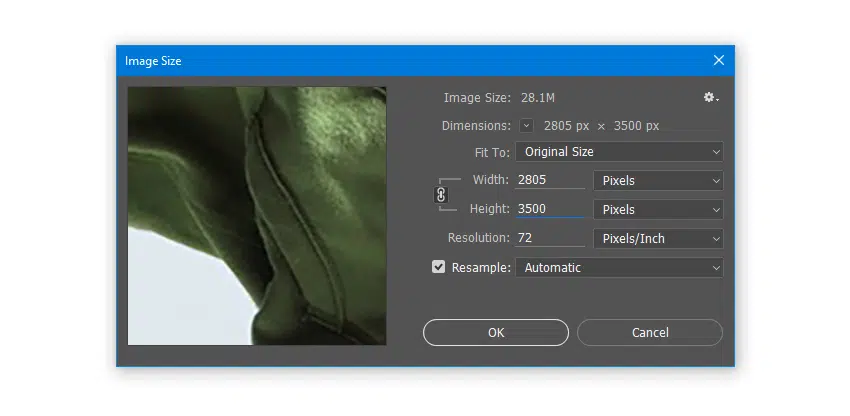 Image Size
Image Size: 28.1M
Dimensions: 2805 px × 3500 px
Fit To: Original Size
Width: 2805 Pixels
Height: 3500 Pixels
Resolution: 72 Pixels/Inch
Resample: Automatic
OK Cancel